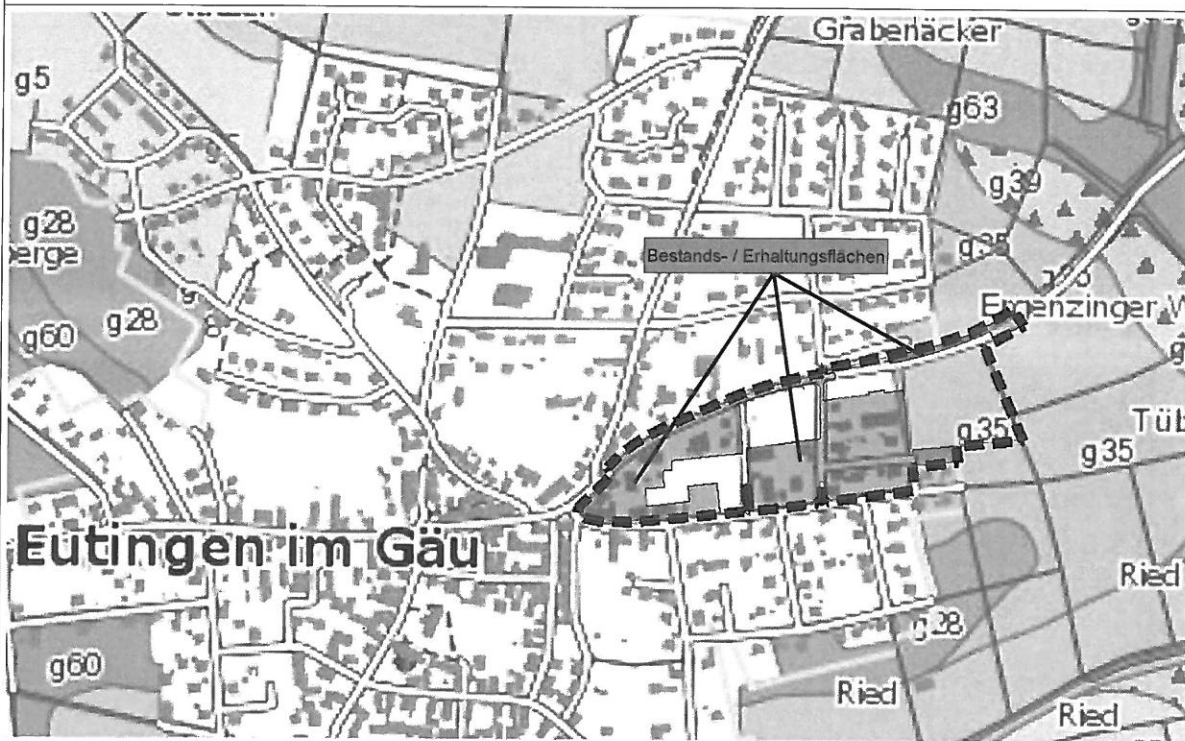 Grabenäcker
g5
g63
g39
g28
g35
Bestands- / Erhaltungsflächen
berge
g28
Ergenzinger W
g60
g35
Tüb
g35
Eutingen im Gäu
Ried
g28
g60
Ried
Ried